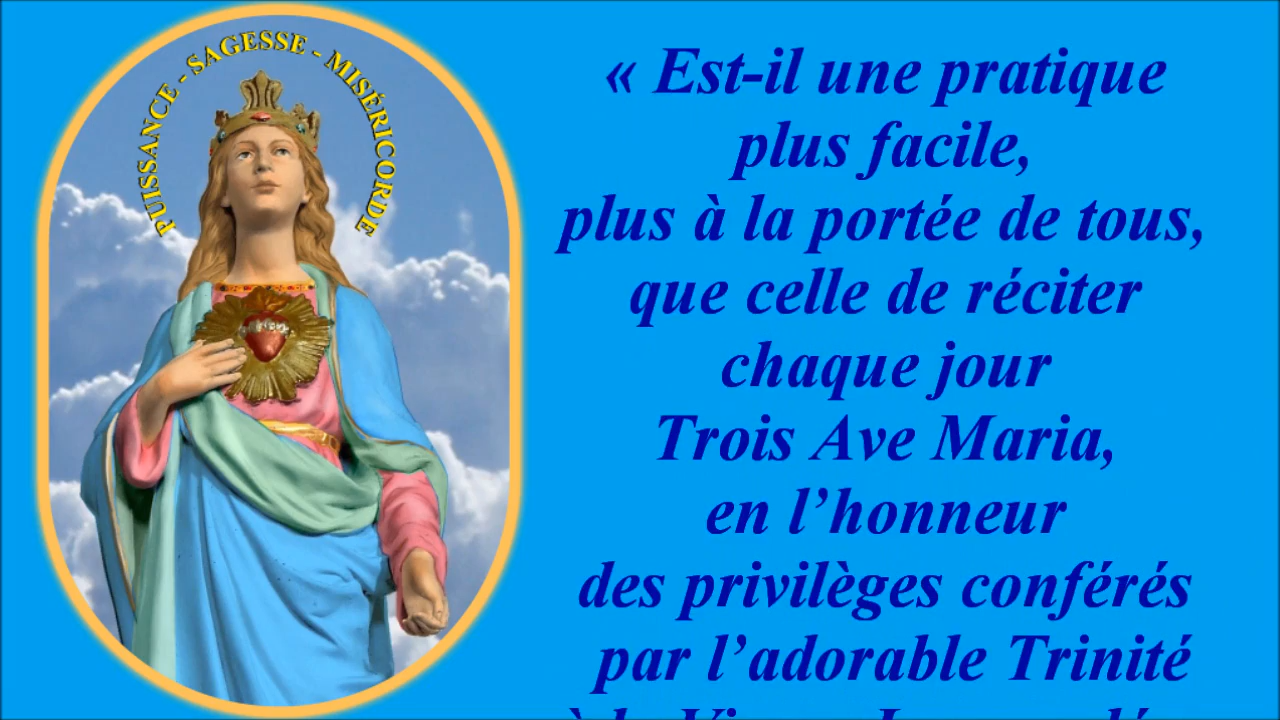 PUISSANCE - SAGESSE - MISÉRICORDE
« Est-il une pratique
plus facile,
plus à la portée de tous,
que celle de réciter
chaque jour
Trois Ave Maria,
en l’honneur
des privilèges conférés
par l’adorable Trinité